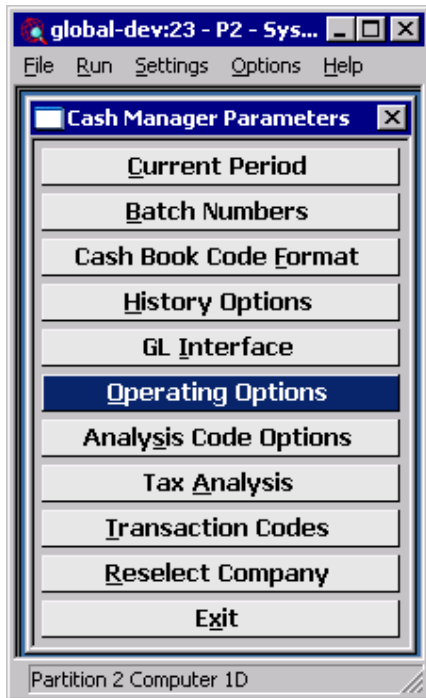 global-dev:23 - P2 - Sys...
File Run Settings Options Help
Cash Manager Parameters
Current Period
Batch Numbers
Cash Book Code Format
History Options
GL Interface
Operating Options
Analysis Code Options
Tax Analysis
Transaction Codes
Reselect Company
Exit
Partition 2 Computer 1D